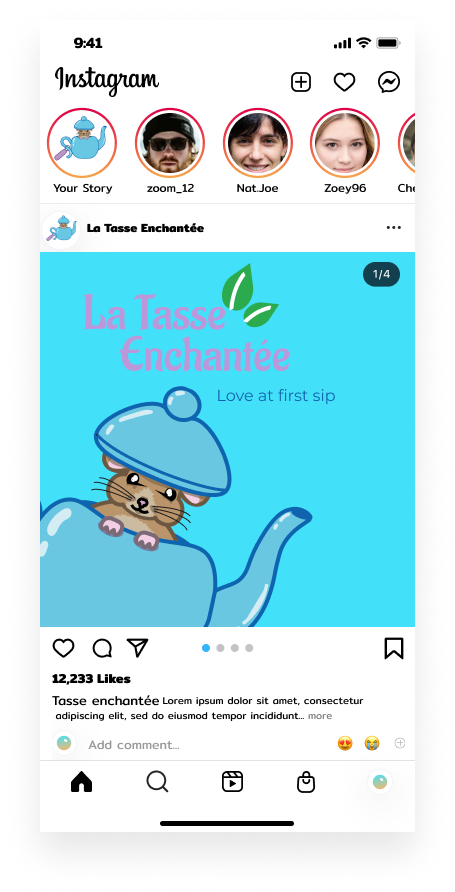 9:41
Instagram
Your Story
zoom_12
Nat.Joe
Zoey96
Che
La Tasse Enchantée
1/4
La Tasse
Enchantée
Love at first sip
12,233 Likes
Tasse enchantée Lorem ipsum dolor sit amet, consectetur
adipiscing elit, sed do eiusmod tempor incididunt... more
Add comment...